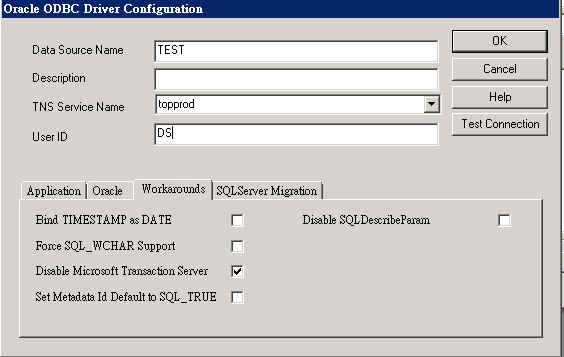 Oracle ODBC Driver Configuration
Data Source Name TEST OK
Description Cancel
TNS Service Name topprod Help
User ID DS Test Connection
Application Oracle Workarounds SQLServer Migration
Bind TIMESTAMP as DATE Disable SQLDescribeParam
Force SQL_WCHAR Support
Disable Microsoft Transaction Server
Set Metadata Id Default to SQL_TRUE